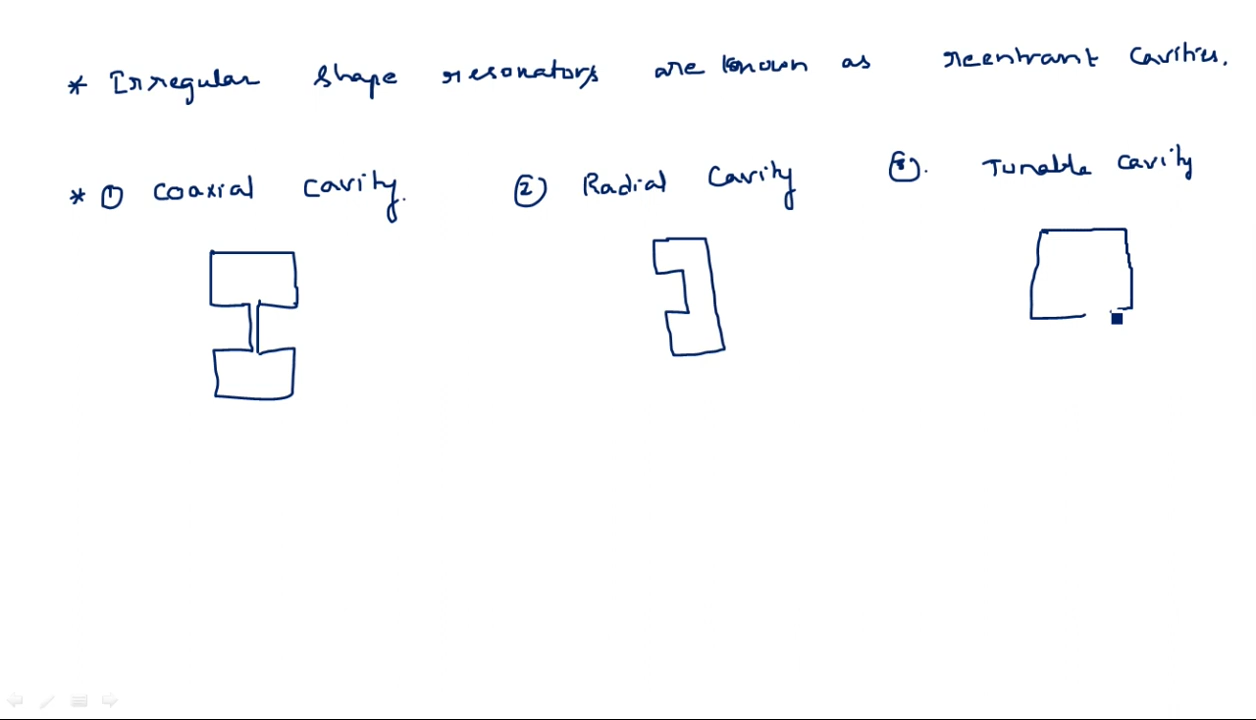 * Irregular shape resonators are known as reentrant cavities.
* ① coaxial cavity. ② Radial cavity ③. Tunable cavity